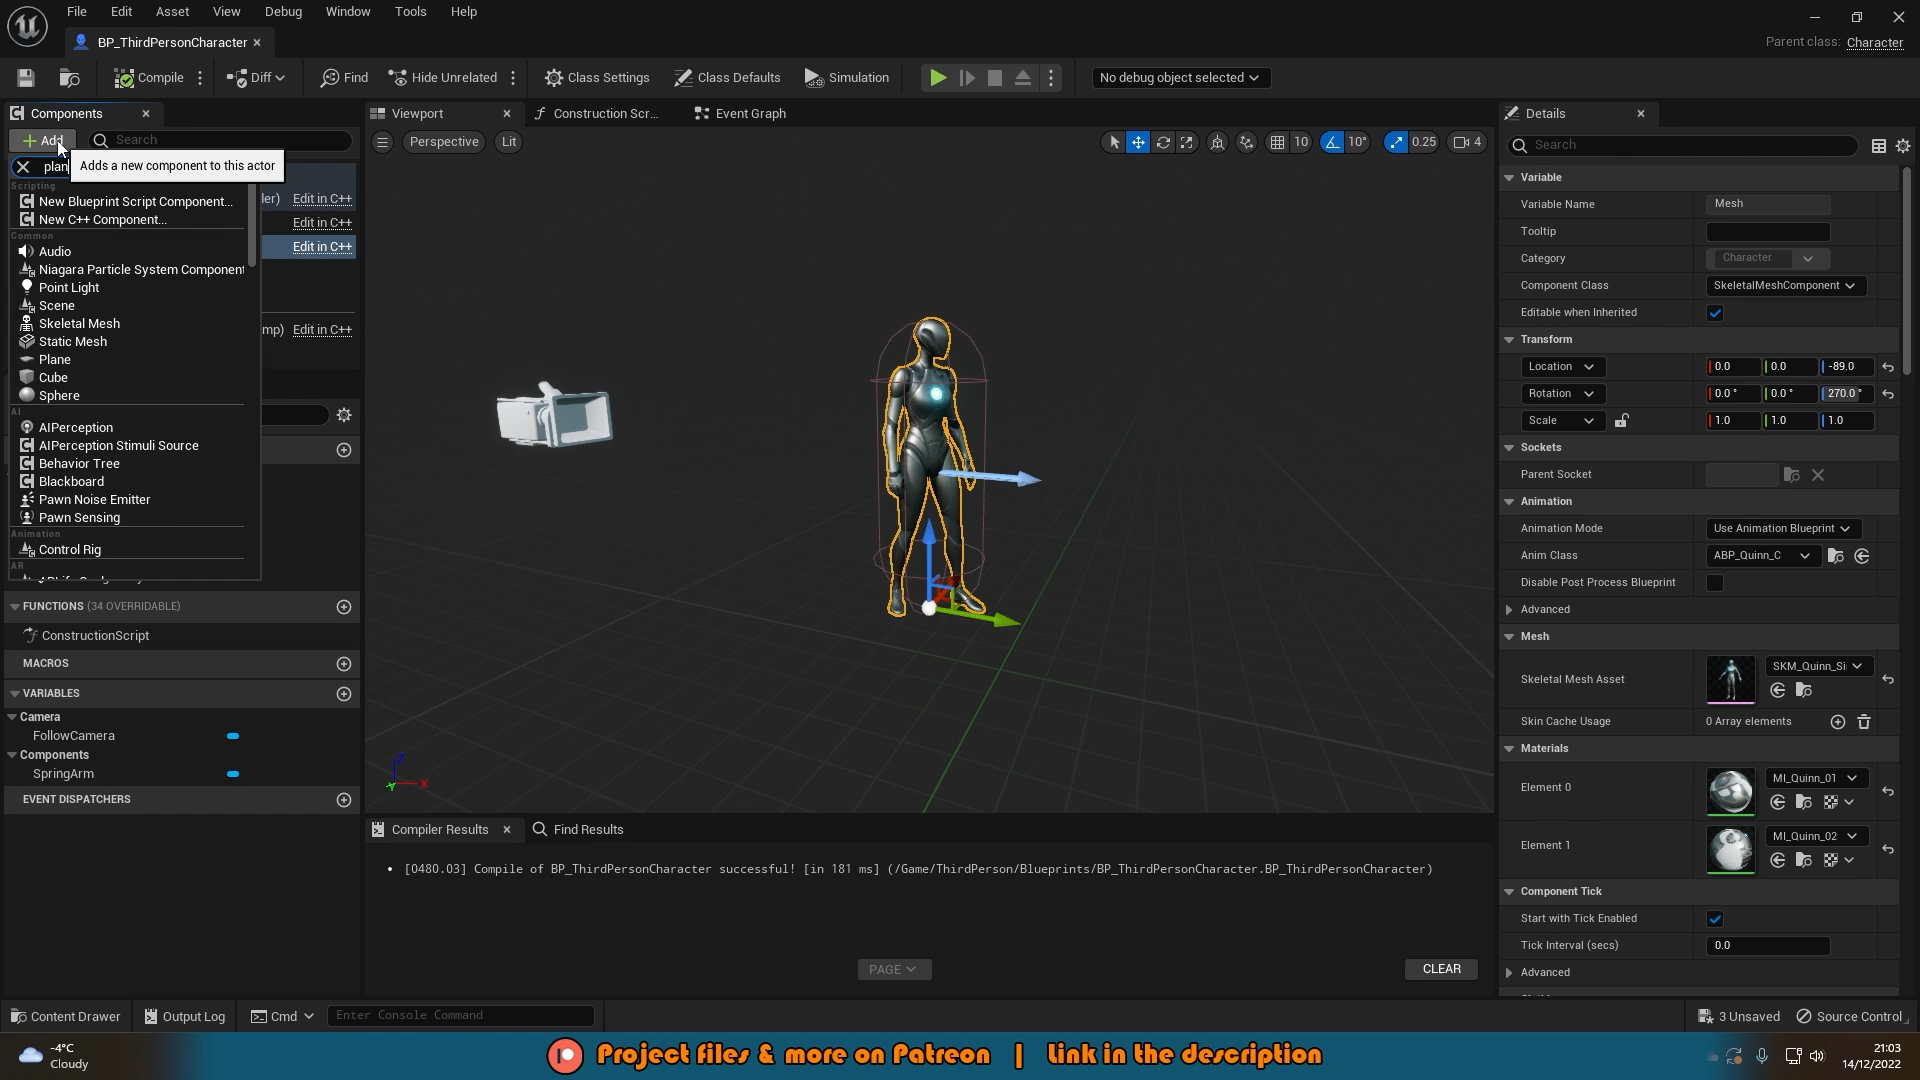 File Edit Asset View Debug Window Tools Help
BP_ThirdPersonCharacter
Parent class: Character
Compile Diff Find Hide Unrelated Class Settings Class Defaults Simulation No debug object selected
Components
Add Search
plan
Adds a new component to this actor
Scripting
New Blueprint Script Component...
New C++ Component...
Common
Audio
Niagara Particle System Component
Point Light
Scene
Skeletal Mesh
Static Mesh
Plane
Cube
Sphere
AI
AIPerception
AIPerception Stimuli Source
Behavior Tree
Blackboard
Pawn Noise Emitter
Pawn Sensing
Animation
Control Rig
AR
Edit in C++
Edit in C++
Edit in C++
mp) Edit in C++
FUNCTIONS (34 OVERRIDABLE)
ConstructionScript
MACROS
VARIABLES
Camera
FollowCamera
Components
SpringArm
EVENT DISPATCHERS
Viewport Construction Scr... Event Graph
Perspective Lit
10 10° 0.25 4
Z
X
Y
Compiler Results Find Results
• [0480.03] Compile of BP_ThirdPersonCharacter successful! [in 181 ms] (/Game/ThirdPerson/Blueprints/BP_ThirdPersonCharacter.BP_ThirdPersonCharacter)
PAGE CLEAR
Details
Search
Variable
Variable Name Mesh
Tooltip
Category Character
Component Class SkeletalMeshComponent
Editable when Inherited
Transform
Location 0.0 0.0 -89.0
Rotation 0.0 ° 0.0 ° 270.0 °
Scale 1.0 1.0 1.0
Sockets
Parent Socket
Animation
Animation Mode Use Animation Blueprint
Anim Class ABP_Quinn_C
Disable Post Process Blueprint
Advanced
Mesh
Skeletal Mesh Asset SKM_Quinn_Si
Skin Cache Usage 0 Array elements
Materials
Element 0 MI_Quinn_01
Element 1 MI_Quinn_02
Component Tick
Start with Tick Enabled
Tick Interval (secs) 0.0
Advanced
Content Drawer Output Log Cmd Enter Console Command 3 Unsaved Source Control
-4°C
Cloudy
Project files & more on Patreon | Link in the description
21:03
14/12/2022